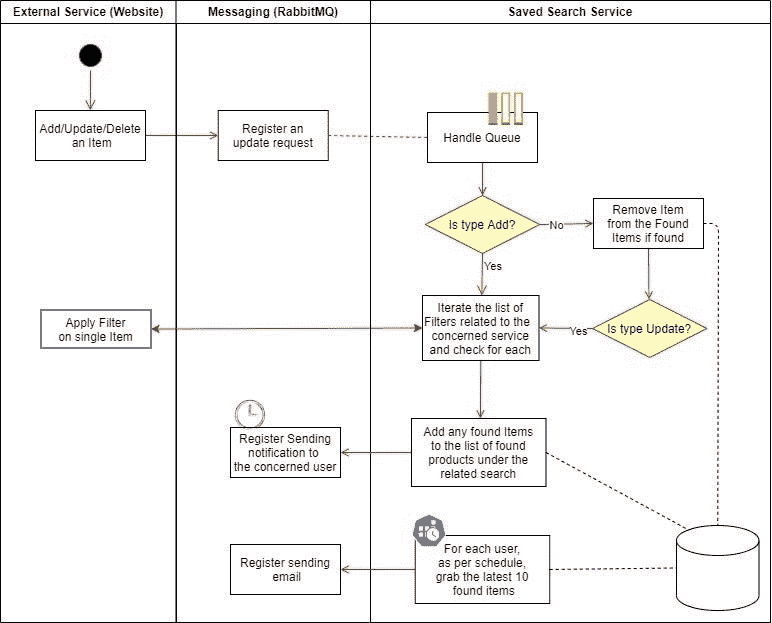 External Service (Website)
Messaging (RabbitMQ)
Saved Search Service
Add/Update/Delete
an Item
Register an
update request
Handle Queue
Is type Add?
No
Remove Item
from the Found
Items if found
Yes
Is type Update?
Yes
Iterate the list of
Filters related to the
concerned service
and check for each
Apply Filter
on single Item
Add any found Items
to the list of found
products under the
related search
Register Sending
notification to
the concerned user
For each user,
as per schedule,
grab the latest 10
found items
Register sending
email